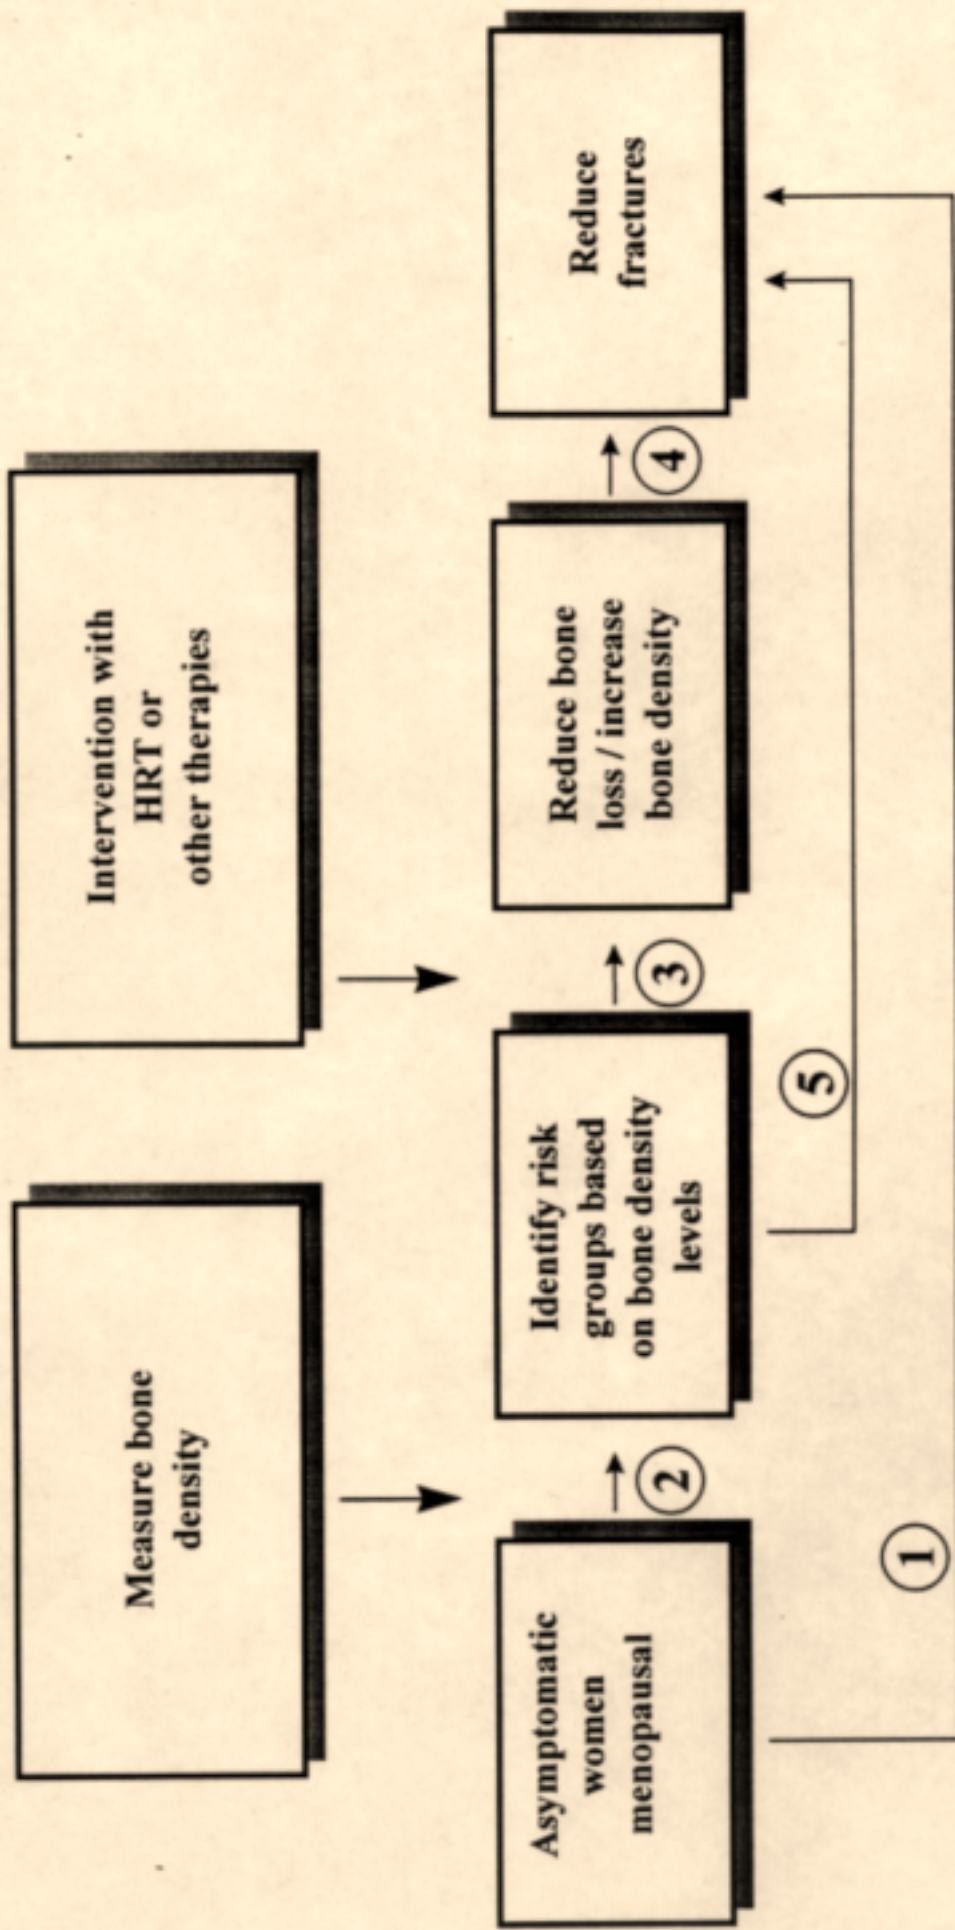 Measure bone
density
Intervention with
HRT or
other therapies
Asymptomatic
women
menopausal
2
Identify risk
groups based
on bone density
levels
3
Reduce bone
loss / increase
bone density
4
Reduce
fractures
5
1